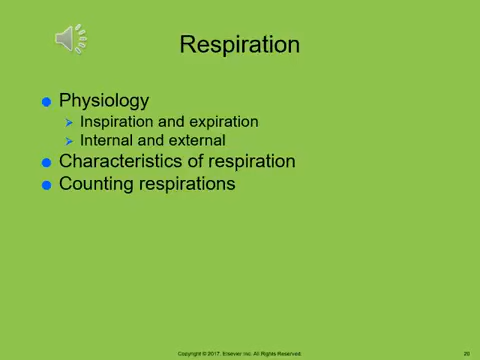 Respiration
Physiology
Inspiration and expiration
Internal and external
Characteristics of respiration
Counting respirations
Copyright © 2017, Elsevier Inc. All Rights Reserved.
20